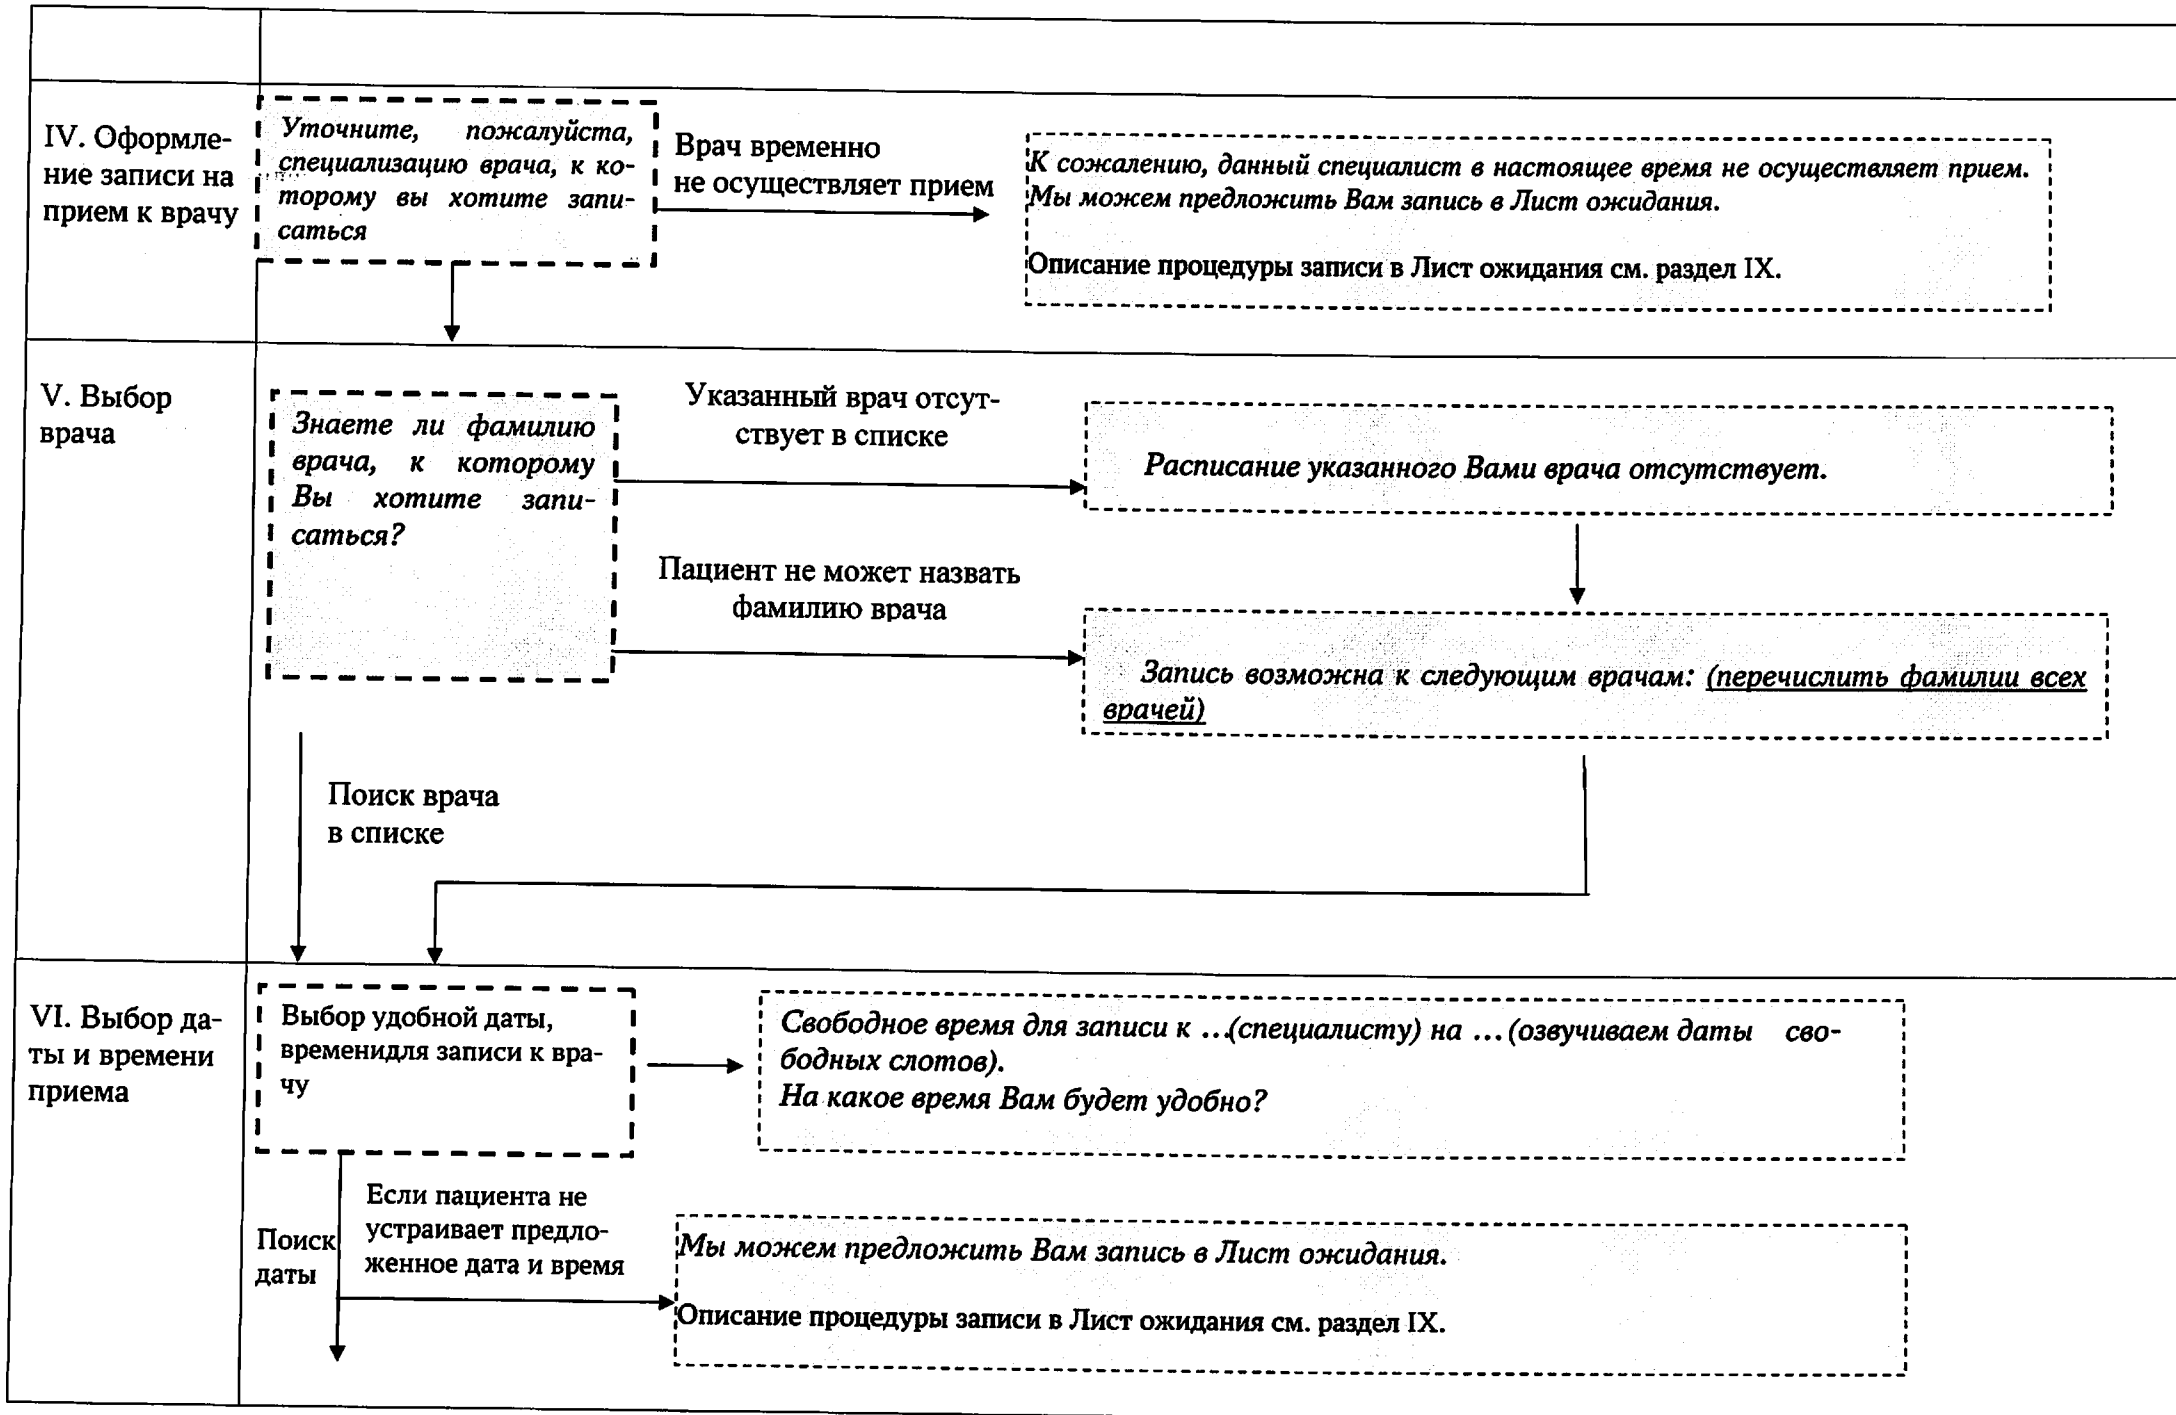 IV. Оформле-
ние записи на
прием к врачу
Уточните, пожалуйста,
специализацию врача, к ко-
торому вы хотите запи-
саться
Врач временно
не осуществляет прием
К сожалению, данный специалист в настоящее время не осуществляет прием.
Мы можем предложить Вам запись в Лист ожидания.
Описание процедуры записи в Лист ожидания см. раздел IX.
V. Выбор
врача
Знаете ли фамилию
врача, к которому
Вы хотите запи-
саться?
Указанный врач отсут-
ствует в списке
Расписание указанного Вами врача отсутствует.
Пациент не может назвать
фамилию врача
Запись возможна к следующим врачам: (перечислить фамилии всех
врачей)
Поиск врача
в списке
VI. Выбор да-
ты и времени
приема
Выбор удобной даты,
временидля записи к вра-
чу
Свободное время для записи к …(специалисту) на … (озвучиваем даты сво-
бодных слотов).
На какое время Вам будет удобно?
Поиск
даты
Если пациента не
устраивает предло-
женное дата и время
Мы можем предложить Вам запись в Лист ожидания.
Описание процедуры записи в Лист ожидания см. раздел IX.